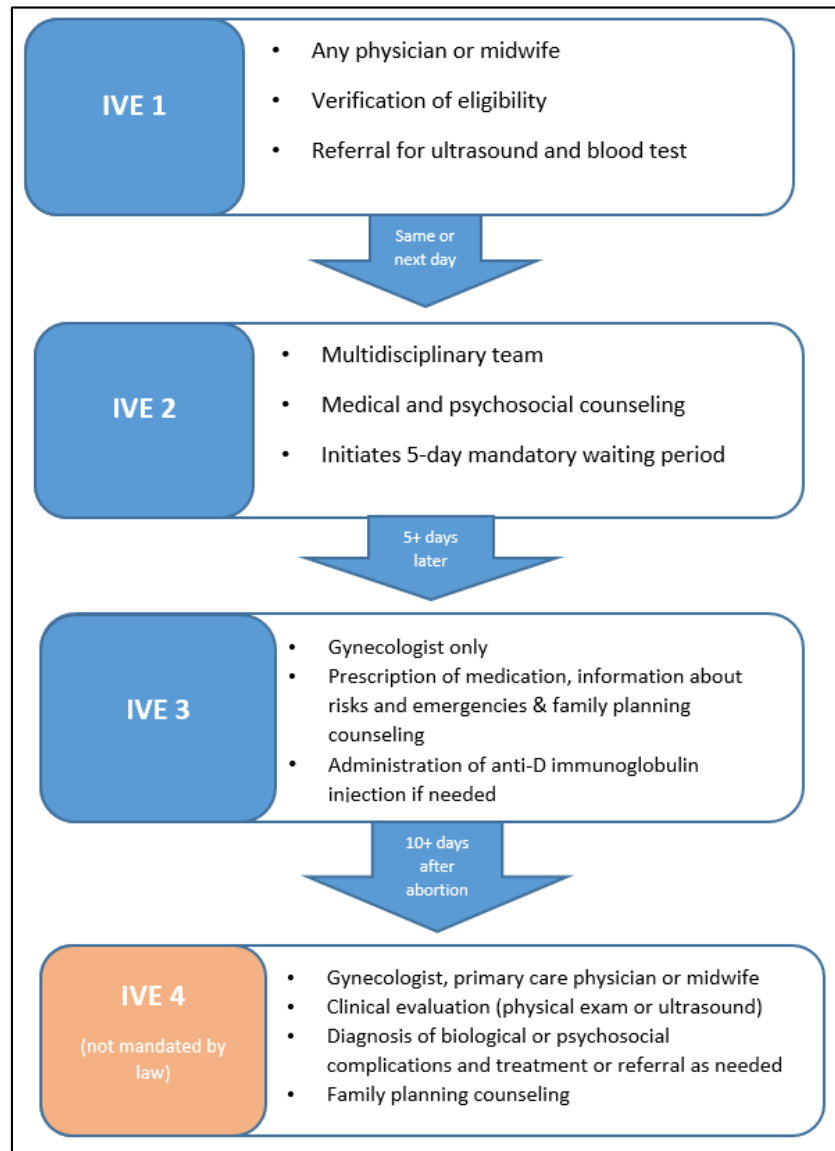 IVE 1
• Any physician or midwife
• Verification of eligibility
• Referral for ultrasound and blood test
Same or
next day
IVE 2
• Multidisciplinary team
• Medical and psychosocial counseling
• Initiates 5-day mandatory waiting period
5+ days
later
IVE 3
• Gynecologist only
• Prescription of medication, information about
risks and emergencies & family planning
counseling
• Administration of anti-D immunoglobulin
injection if needed
10+ days
after
abortion
IVE 4
(not mandated by
law)
• Gynecologist, primary care physician or midwife
• Clinical evaluation (physical exam or ultrasound)
• Diagnosis of biological or psychosocial
complications and treatment or referral as needed
• Family planning counseling